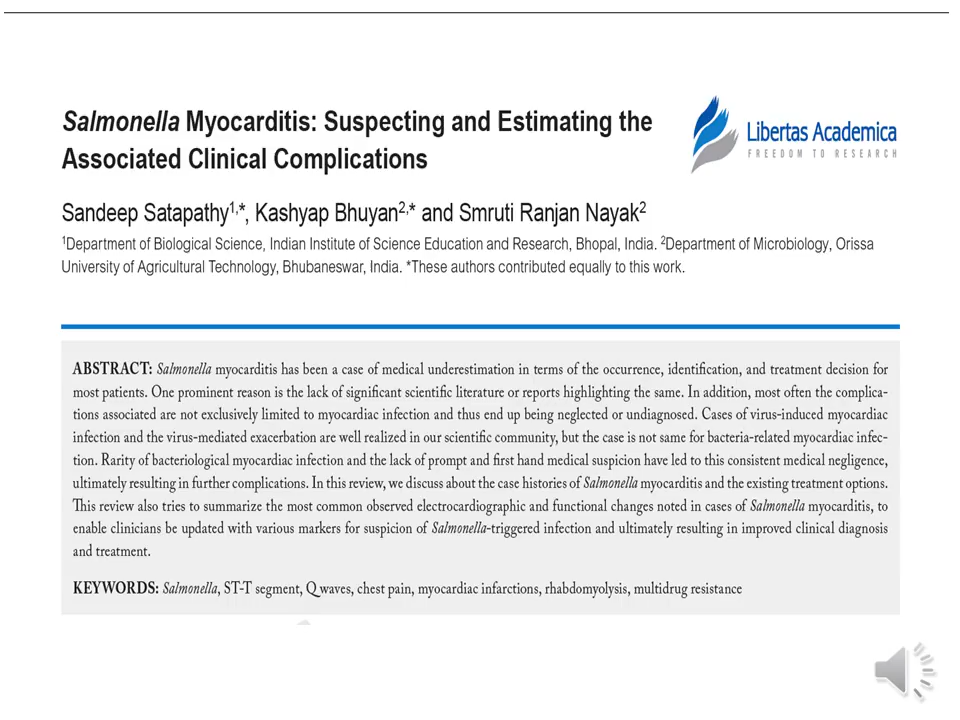 Salmonella Myocarditis: Suspecting and Estimating the
Associated Clinical Complications
Libertas Academica
FREEDOM TO RESEARCH
Sandeep Satapathy1,*, Kashyap Bhuyan2,* and Smruti Ranjan Nayak2
1Department of Biological Science, Indian Institute of Science Education and Research, Bhopal, India. 2Department of Microbiology, Orissa
University of Agricultural Technology, Bhubaneswar, India. *These authors contributed equally to this work.
ABSTRACT: Salmonella myocarditis has been a case of medical underestimation in terms of the occurrence, identification, and treatment decision for
most patients. One prominent reason is the lack of significant scientific literature or reports highlighting the same. In addition, most often the complica-
tions associated are not exclusively limited to myocardiac infection and thus end up being neglected or undiagnosed. Cases of virus-induced myocardiac
infection and the virus-mediated exacerbation are well realized in our scientific community, but the case is not same for bacteria-related myocardiac infec-
tion. Rarity of bacteriological myocardiac infection and the lack of prompt and first hand medical suspicion have led to this consistent medical negligence,
ultimately resulting in further complications. In this review, we discuss about the case histories of Salmonella myocarditis and the existing treatment options.
This review also tries to summarize the most common observed electrocardiographic and functional changes noted in cases of Salmonella myocarditis, to
enable clinicians be updated with various markers for suspicion of Salmonella-triggered infection and ultimately resulting in improved clinical diagnosis
and treatment.
KEYWORDS: Salmonella, ST-T segment, Q waves, chest pain, myocardiac infarctions, rhabdomyolysis, multidrug resistance